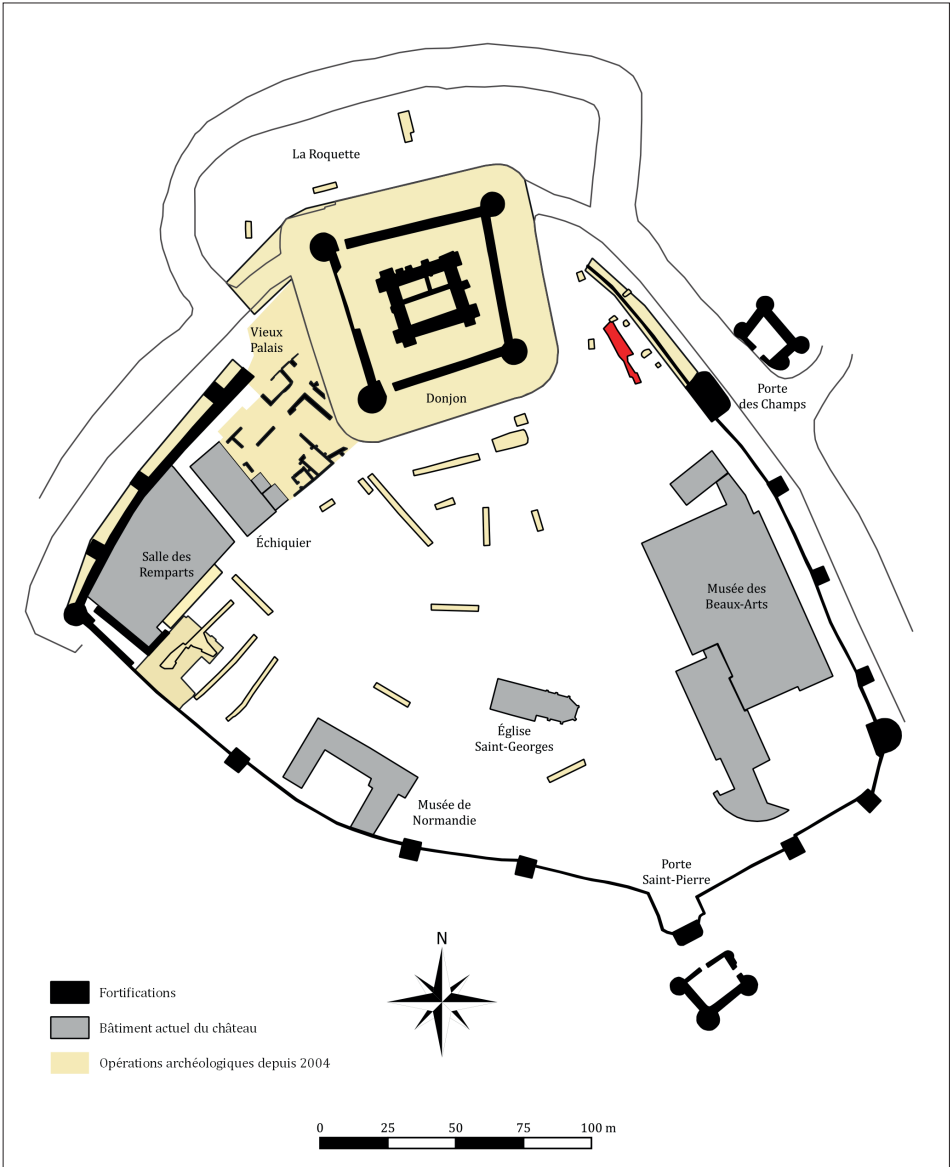 La Roquette
Vieux
Palais
Donjon
Porte
des Champs
Échiquier
Salle des
Remparts
Musée des
Beaux-Arts
Église
Saint-Georges
Musée de
Normandie
Porte
Saint-Pierre
N
Fortifications
Bâtiment actuel du château
Opérations archéologiques depuis 2004
0 25 50 75 100 m